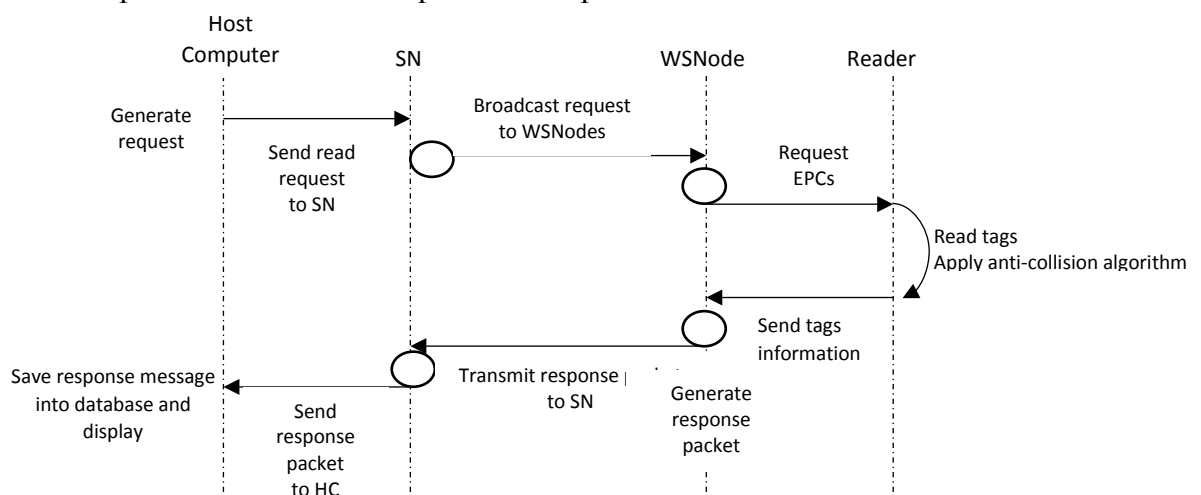 Host
Computer
SN
WSNode
Reader
Generate
request
Send read
request
to SN
Broadcast request
to WSNodes
Request
EPCs
Read tags
Apply anti-collision algorithm
Send tags
information
Transmit response
to SN
Generate
response
packet
Save response message
into database and
display
Send
response
packet
to HC